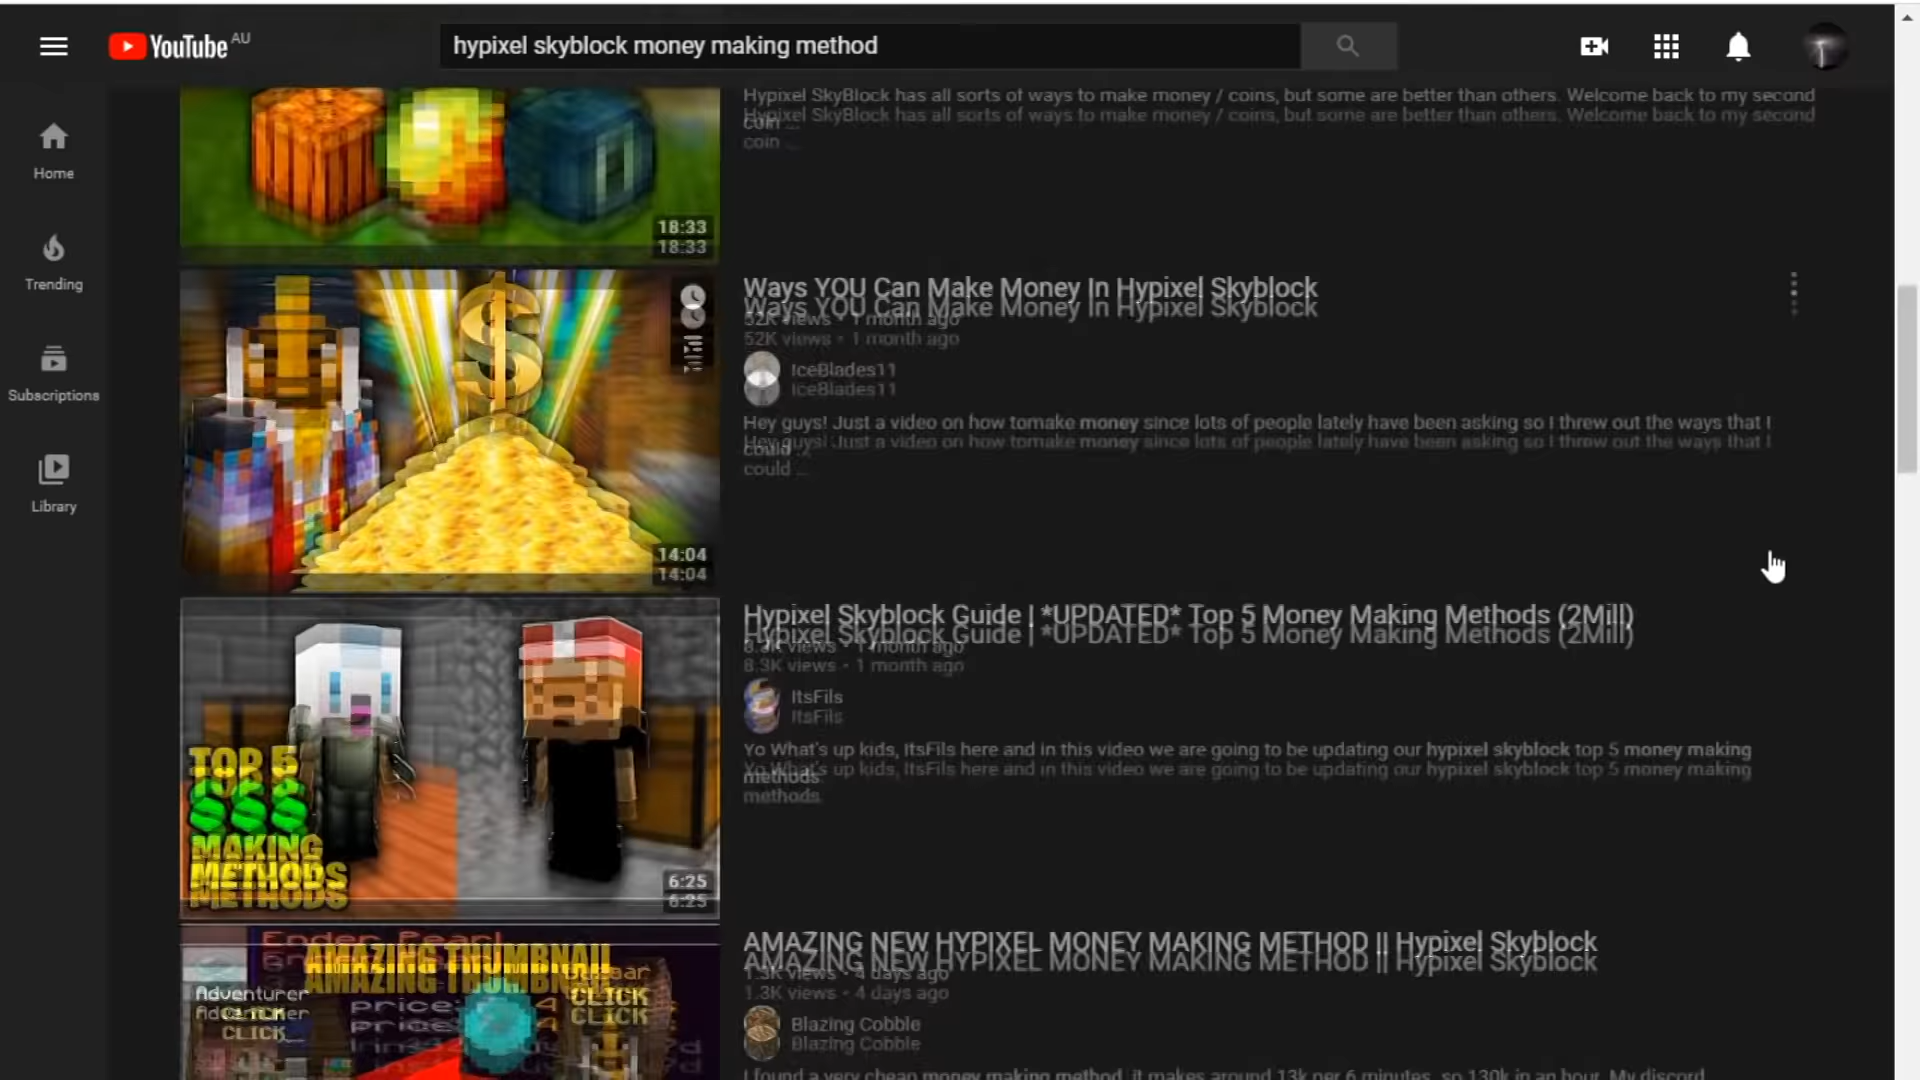 YouTube AU
hypixel skyblock money making method
Home
Trending
Subscriptions
Library
Hypixel SkyBlock has all sorts of ways to make money / coins, but some are better than others. Welcome back to my second
coin ...
18:33
Ways YOU Can Make Money In Hypixel Skyblock
52K views • 1 month ago
IceBlades11
Hey guys! Just a video on how tomake money since lots of people lately have been asking so I threw out the ways that I
could ...
$
14:04
Hypixel Skyblock Guide | *UPDATED* Top 5 Money Making Methods (2Mill)
8.3K views • 1 month ago
ItsFils
Yo What's up kids, ItsFils here and in this video we are going to be updating our hypixel skyblock top 5 money making
methods.
TOP 5
$$$
MAKING
METHODS
6:25
AMAZING NEW HYPIXEL MONEY MAKING METHOD || Hypixel Skyblock
1.3K views • 4 days ago
Blazing Cobble
I found a very cheap money making method, it makes around 13k per 6 minutes, so 130k in an hour. My discord
Ender Pearl
AMAZING THUMBNAIL
Adventurer
CLICK
price: 4
CLICK